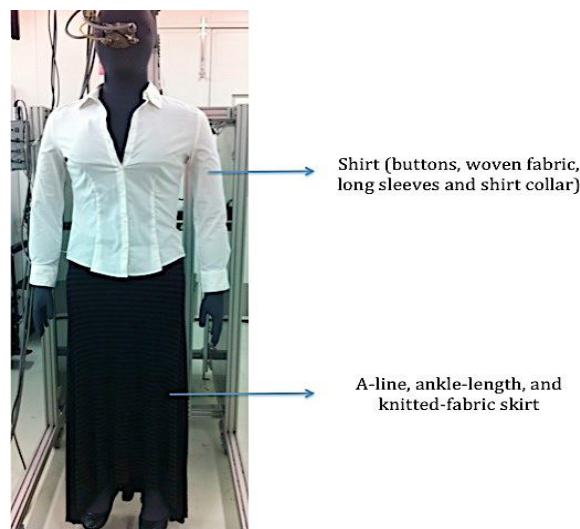 Shirt (buttons, woven fabric,
long sleeves and shirt collar)
A-line, ankle-length, and
knitted-fabric skirt